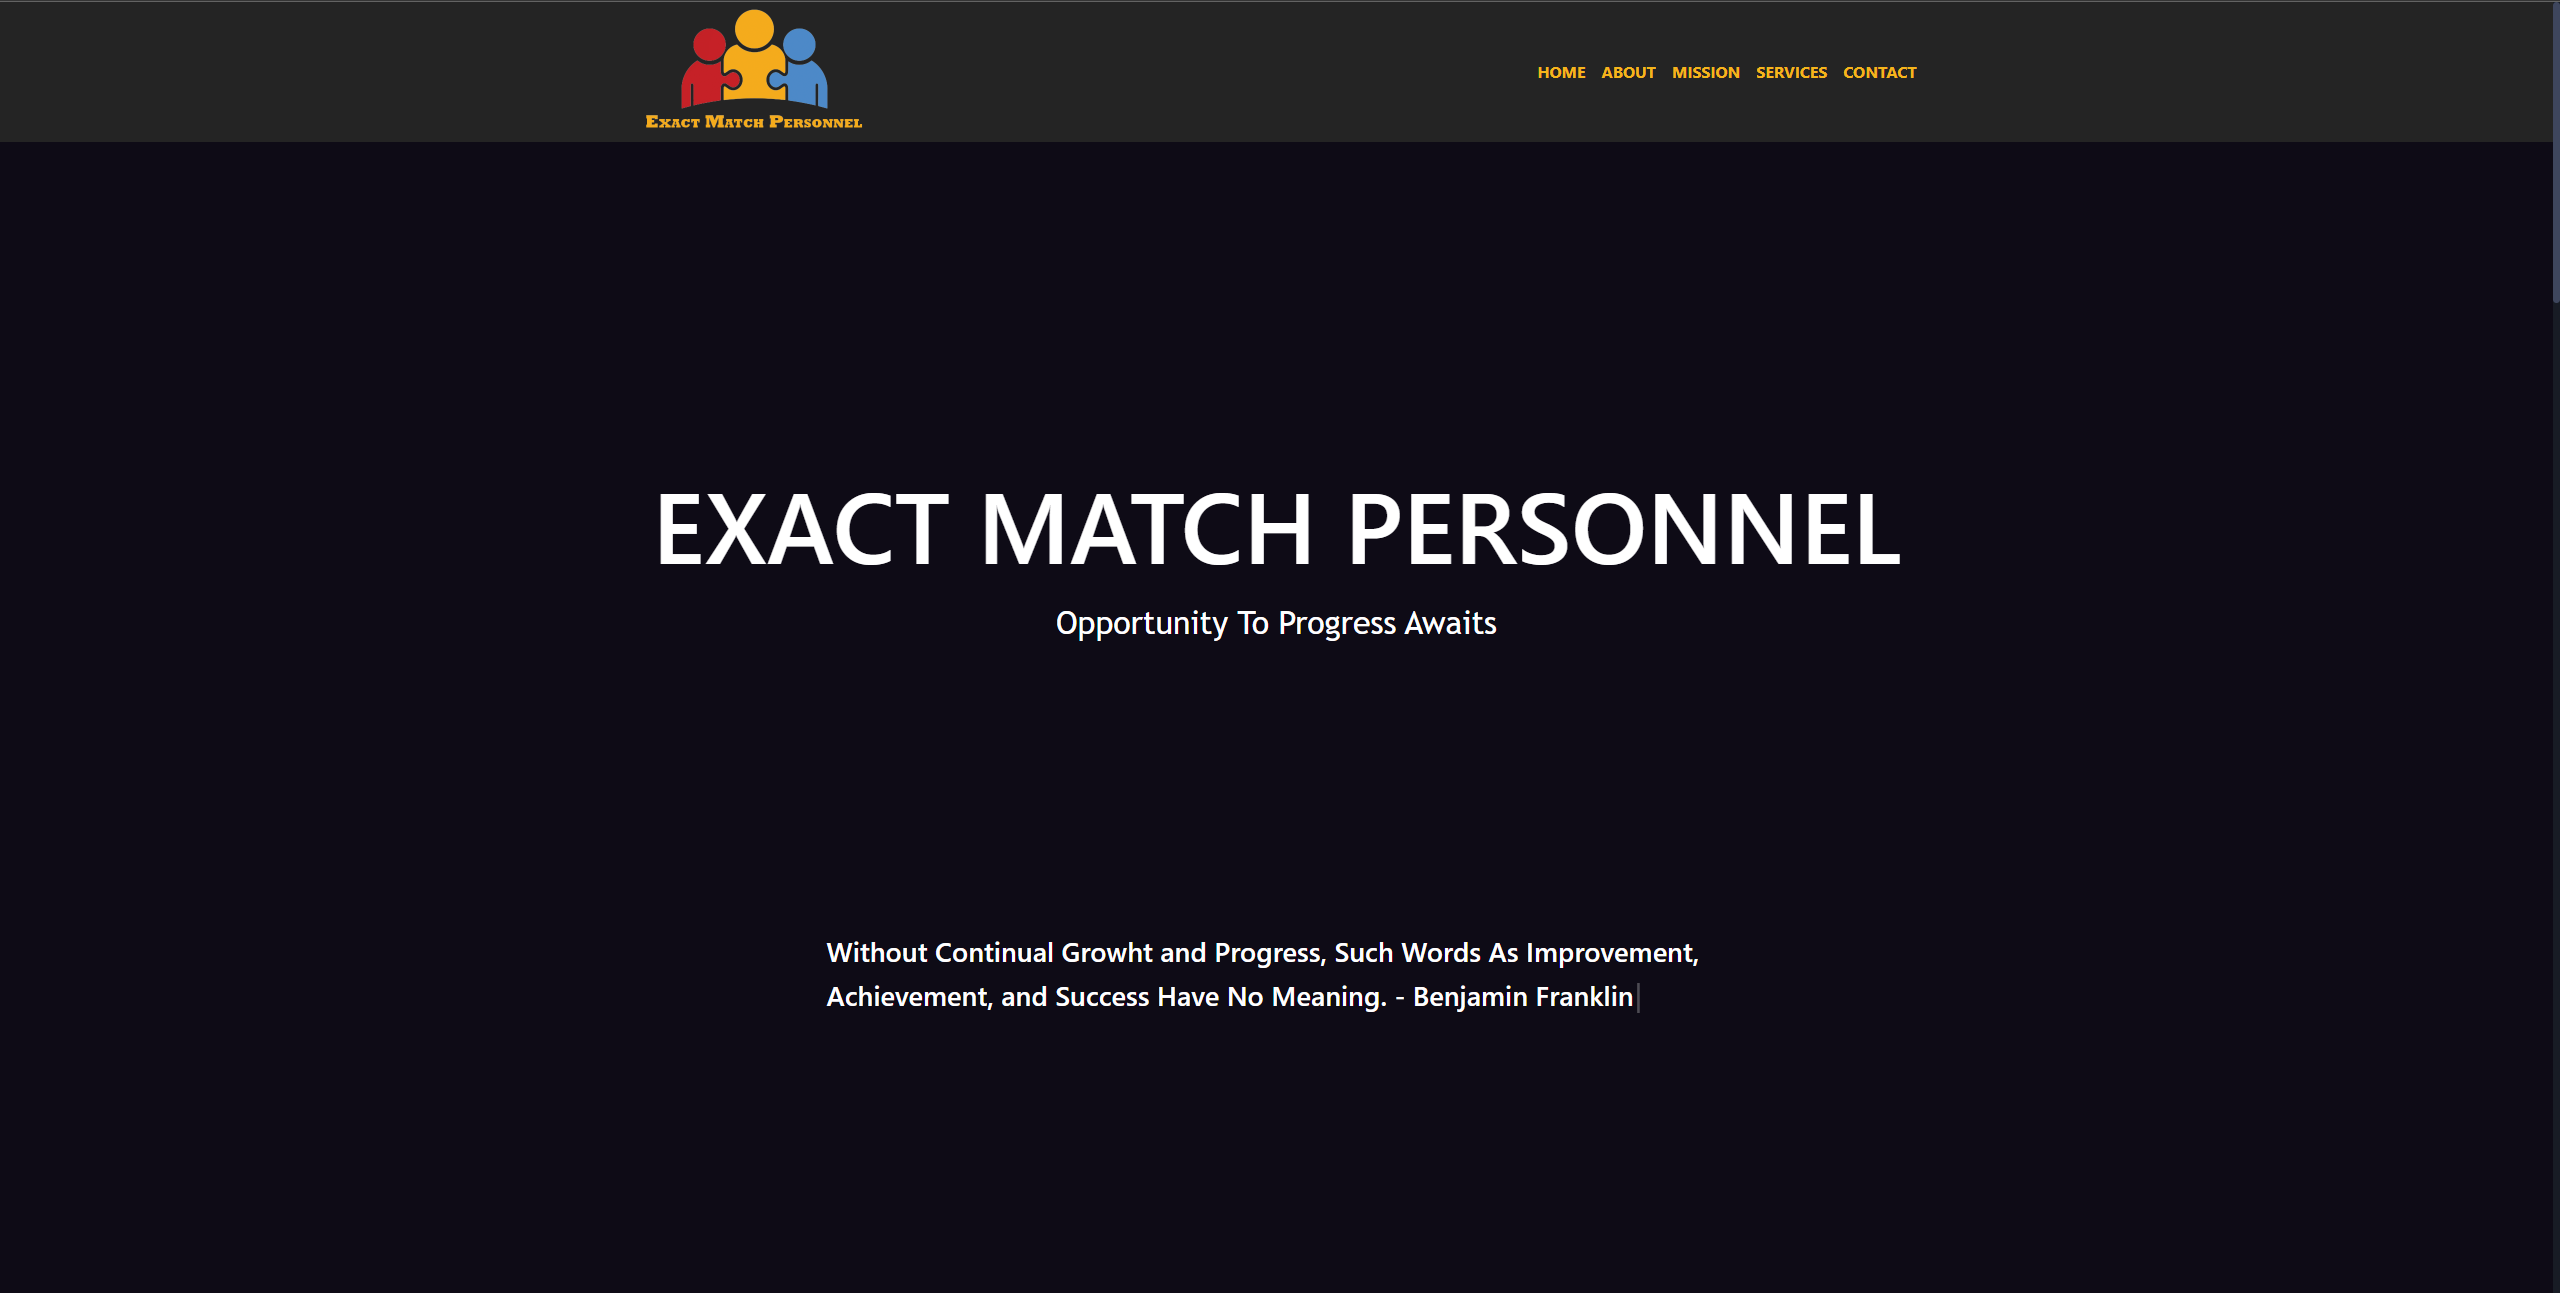 EXACT MATCH PERSONNEL
HOME ABOUT MISSION SERVICES CONTACT
EXACT MATCH PERSONNEL
Opportunity To Progress Awaits
Without Continual Growht and Progress, Such Words As Improvement,
Achievement, and Success Have No Meaning. - Benjamin Franklin